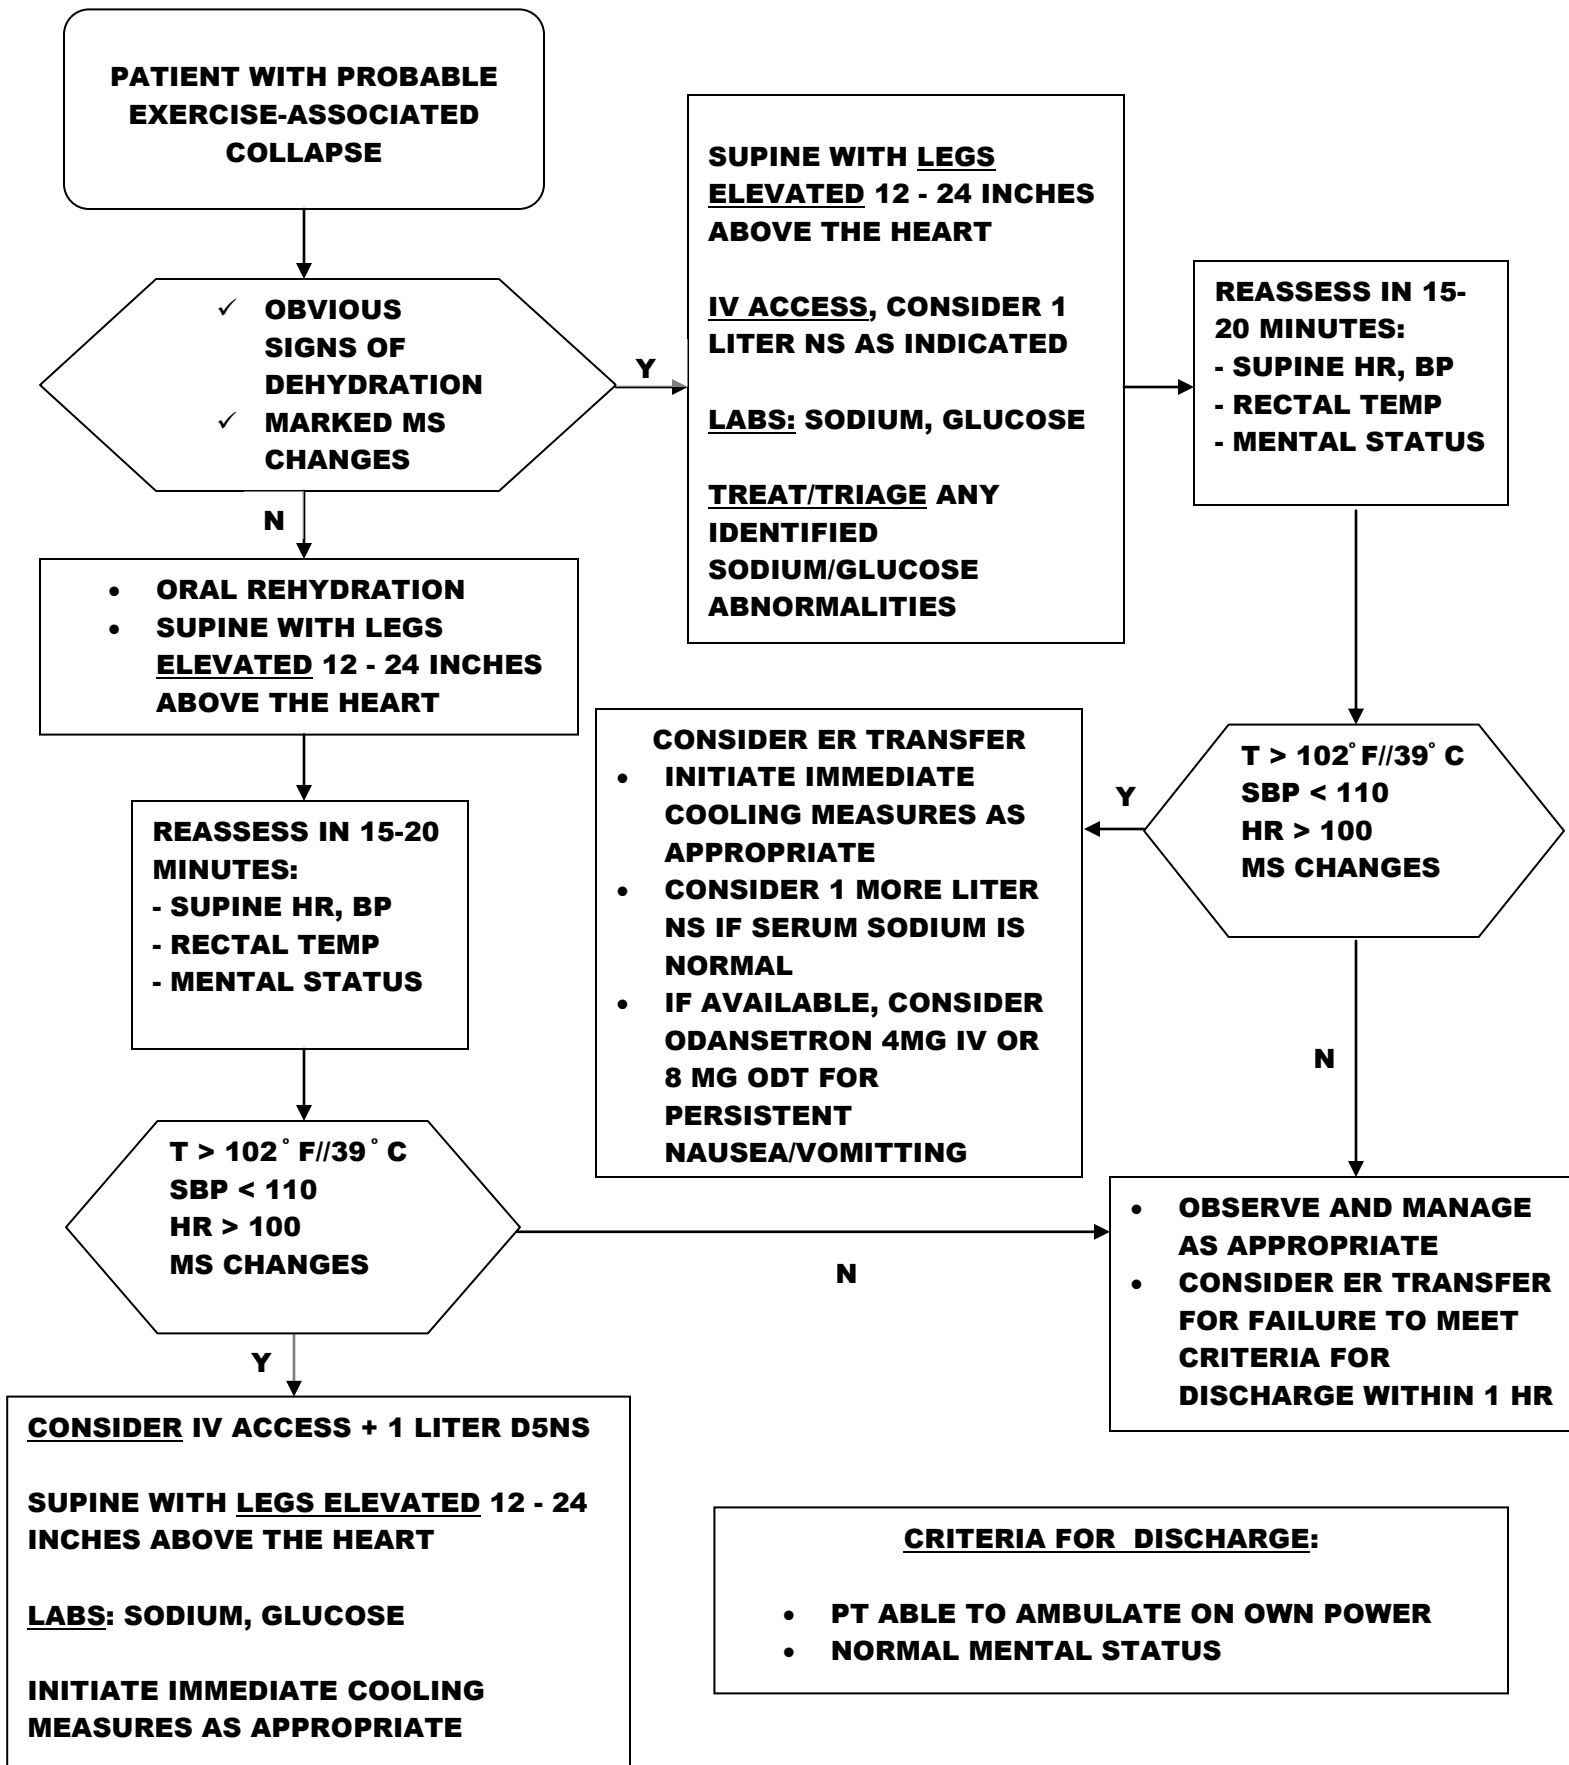 PATIENT WITH PROBABLE
EXERCISE-ASSOCIATED
COLLAPSE
✓ OBVIOUS
SIGNS OF
DEHYDRATION
✓ MARKED MS
CHANGES
Y
N
SUPINE WITH LEGS
ELEVATED 12 - 24 INCHES
ABOVE THE HEART
IV ACCESS, CONSIDER 1
LITER NS AS INDICATED
LABS: SODIUM, GLUCOSE
TREAT/TRIAGE ANY
IDENTIFIED
SODIUM/GLUCOSE
ABNORMALITIES
REASSESS IN 15-
20 MINUTES:
- SUPINE HR, BP
- RECTAL TEMP
- MENTAL STATUS
• ORAL REHYDRATION
• SUPINE WITH LEGS
ELEVATED 12 - 24 INCHES
ABOVE THE HEART
REASSESS IN 15-20
MINUTES:
- SUPINE HR, BP
- RECTAL TEMP
- MENTAL STATUS
CONSIDER ER TRANSFER
• INITIATE IMMEDIATE
COOLING MEASURES AS
APPROPRIATE
• CONSIDER 1 MORE LITER
NS IF SERUM SODIUM IS
NORMAL
• IF AVAILABLE, CONSIDER
ODANSETRON 4MG IV OR
8 MG ODT FOR
PERSISTENT
NAUSEA/VOMITTING
Y
T > 102° F//39° C
SBP < 110
HR > 100
MS CHANGES
N
T > 102° F//39° C
SBP < 110
HR > 100
MS CHANGES
N
Y
• OBSERVE AND MANAGE
AS APPROPRIATE
• CONSIDER ER TRANSFER
FOR FAILURE TO MEET
CRITERIA FOR
DISCHARGE WITHIN 1 HR
CONSIDER IV ACCESS + 1 LITER D5NS
SUPINE WITH LEGS ELEVATED 12 - 24
INCHES ABOVE THE HEART
LABS: SODIUM, GLUCOSE
INITIATE IMMEDIATE COOLING
MEASURES AS APPROPRIATE
CRITERIA FOR DISCHARGE:
• PT ABLE TO AMBULATE ON OWN POWER
• NORMAL MENTAL STATUS